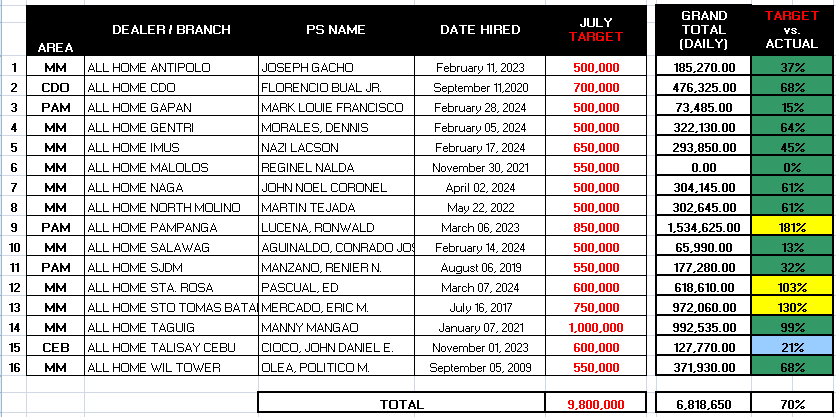 AREA DEALER / BRANCH PS NAME DATE HIRED JULY TARGET GRAND TOTAL (DAILY) TARGET vs. ACTUAL
1 MM ALL HOME ANTIPOLO JOSEPH GACHO February 11, 2023 500,000 185,270.00 37%
2 CDO ALL HOME CDO FLORENCIO BUAL JR. September 11,2020 700,000 476,325.00 68%
3 PAM ALL HOME GAPAN MARK LOUIE FRANCISCO February 28, 2024 500,000 73,485.00 15%
4 MM ALL HOME GENTRI MORALES, DENNIS February 05, 2024 500,000 322,130.00 64%
5 MM ALL HOME IMUS NAZI LACSON February 17, 2024 650,000 293,850.00 45%
6 MM ALL HOME MALOLOS REGINEL NALDA November 30, 2021 550,000 0.00 0%
7 MM ALL HOME NAGA JOHN NOEL CORONEL April 02, 2024 500,000 304,145.00 61%
8 MM ALL HOME NORTH MOLINO MARTIN TEJADA May 22, 2022 500,000 302,645.00 61%
9 PAM ALL HOME PAMPANGA LUCENA, RONWALD March 06, 2023 850,000 1,534,625.00 181%
10 MM ALL HOME SALAWAG AGUINALDO, CONRADO JOS February 14, 2024 500,000 65,990.00 13%
11 PAM ALL HOME SJDM MANZANO, RENIER N. August 06, 2019 550,000 177,280.00 32%
12 MM ALL HOME STA. ROSA PASCUAL, ED March 07, 2024 600,000 618,610.00 103%
13 MM ALL HOME STO TOMAS BATAN MERCADO, ERIC M. July 16, 2017 750,000 972,060.00 130%
14 MM ALL HOME TAGUIG MANNY MANGAO January 07, 2021 1,000,000 992,535.00 99%
15 CEB ALL HOME TALISAY CEBU CIOCO, JOHN DANIEL E. November 01, 2023 600,000 127,770.00 21%
16 MM ALL HOME WIL TOWER OLEA, POLITICO M. September 05, 2009 550,000 371,930.00 68%
TOTAL 9,800,000 6,818,650 70%